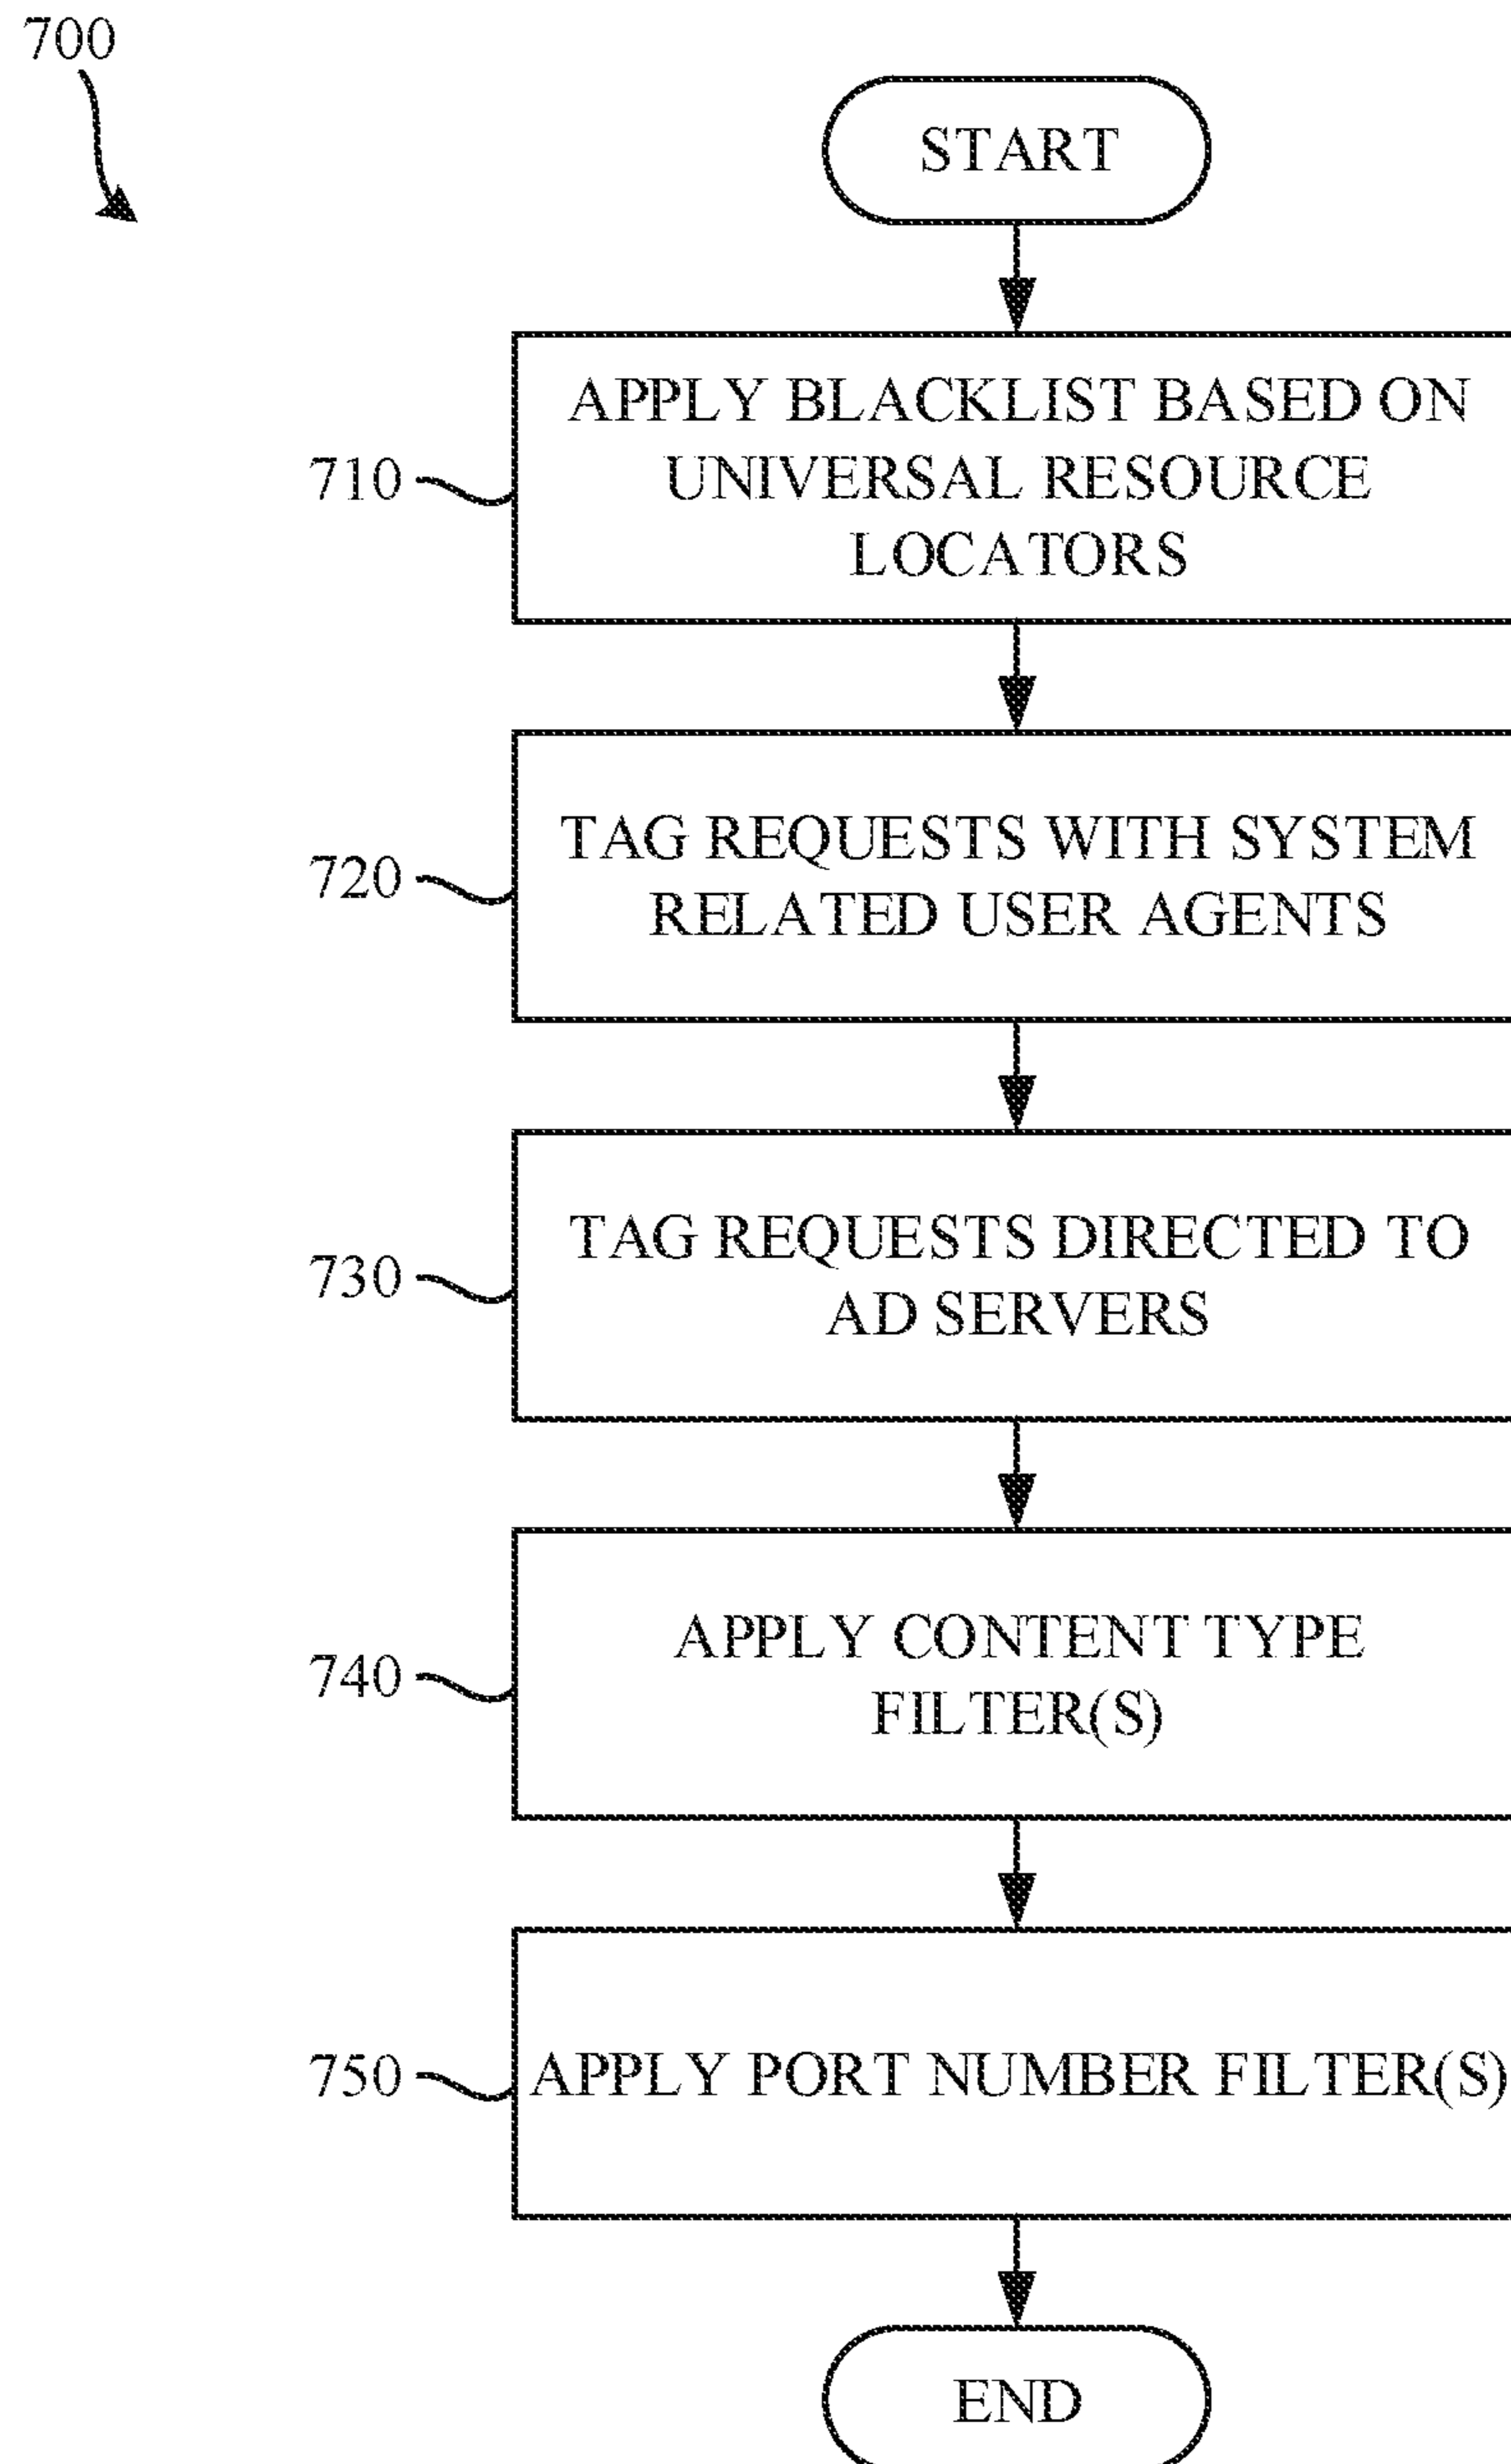 700
START
710
APPLY BLACKLIST BASED ON
UNIVERSAL RESOURCE
LOCATORS
720
TAG REQUESTS WITH SYSTEM
RELATED USER AGENTS
730
TAG REQUESTS DIRECTED TO
AD SERVERS
740
APPLY CONTENT TYPE
FILTER(S)
750
APPLY PORT NUMBER FILTER(S)
END